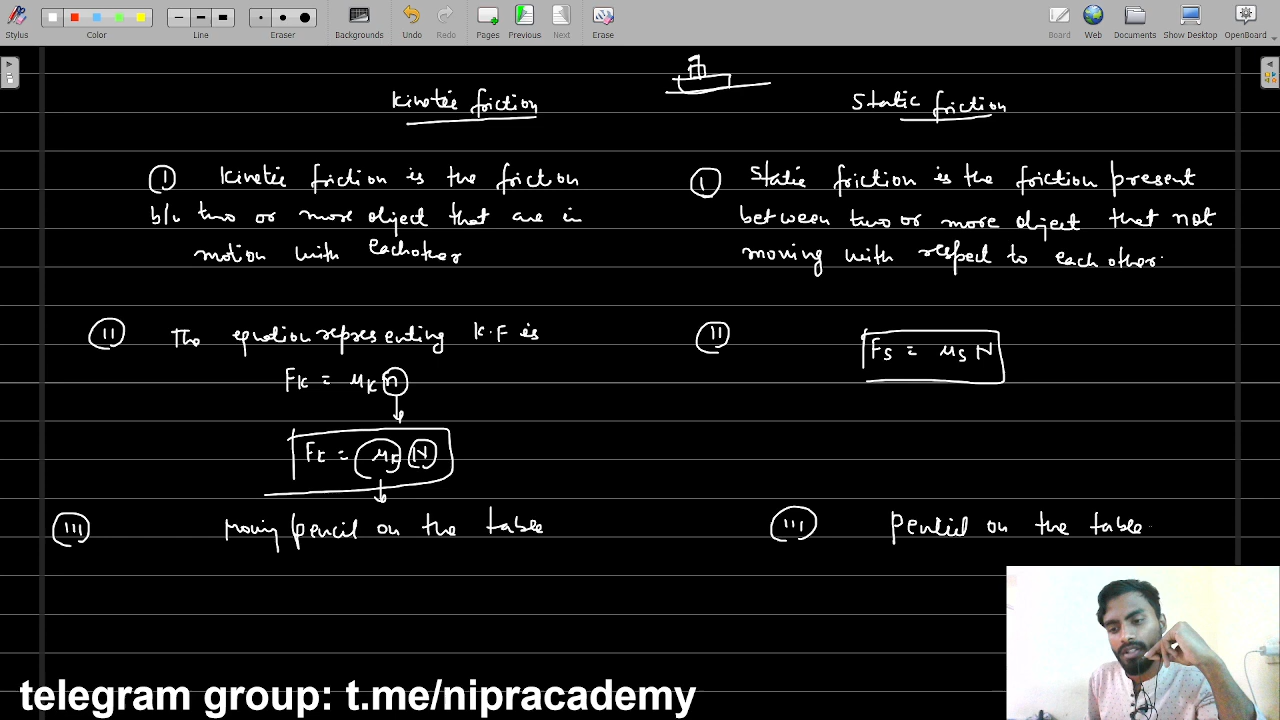 Stylus
Color
Line
Eraser
Backgrounds
Undo
Redo
Pages
Previous
Next
Erase
Board
Web
Documents
Show Desktop
OpenBoard
Kinetic friction
Static friction
I Kinetic friction is the friction
b/w two or more object that are in
motion with Eachother
I Static friction is the friction present
between two or more object that not
moving with respect to each other.
II The equation representing K.F is
FK = μK n
FK = μK N
II FS = μS N
III Moving pencil on the table
III Pencil on the table
telegram group: t.me/nipracademy